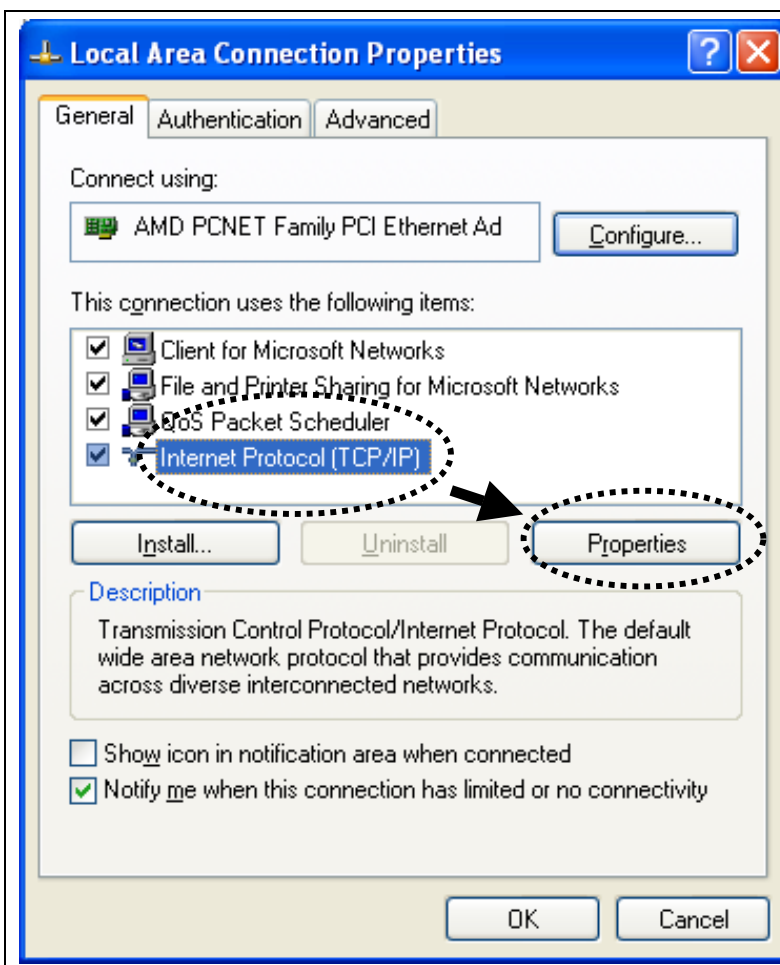 Local Area Connection Properties
General Authentication Advanced
Connect using:
AMD PCNET Family PCI Ethernet Ad Configure...
This connection uses the following items:
Client for Microsoft Networks
File and Printer Sharing for Microsoft Networks
QoS Packet Scheduler
Internet Protocol (TCP/IP)
Install... Uninstall Properties
Description
Transmission Control Protocol/Internet Protocol. The default
wide area network protocol that provides communication
across diverse interconnected networks.
Show icon in notification area when connected
Notify me when this connection has limited or no connectivity
OK Cancel